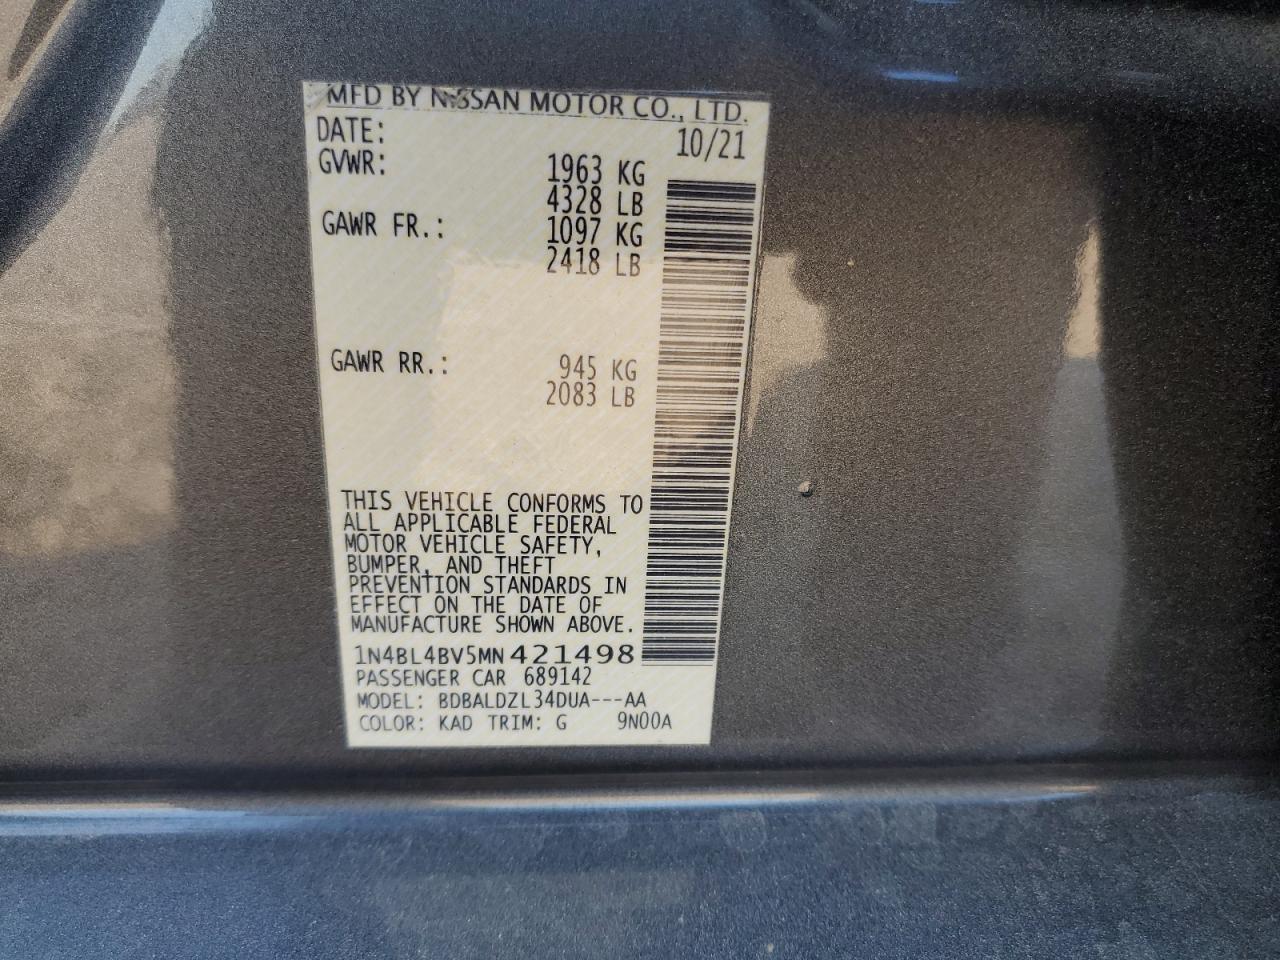 MFD BY NISSAN MOTOR CO., LTD.
DATE: 10/21
GVWR: 1963 KG
4328 LB
GAWR FR.: 1097 KG
2418 LB
GAWR RR.: 945 KG
2083 LB
THIS VEHICLE CONFORMS TO
ALL APPLICABLE FEDERAL
MOTOR VEHICLE SAFETY,
BUMPER, AND THEFT
PREVENTION STANDARDS IN
EFFECT ON THE DATE OF
MANUFACTURE SHOWN ABOVE.
1N4BL4BV5MN421498
PASSENGER CAR 689142
MODEL: BDBALDZL34DUA---AA
COLOR: KAD TRIM: G 9N00A